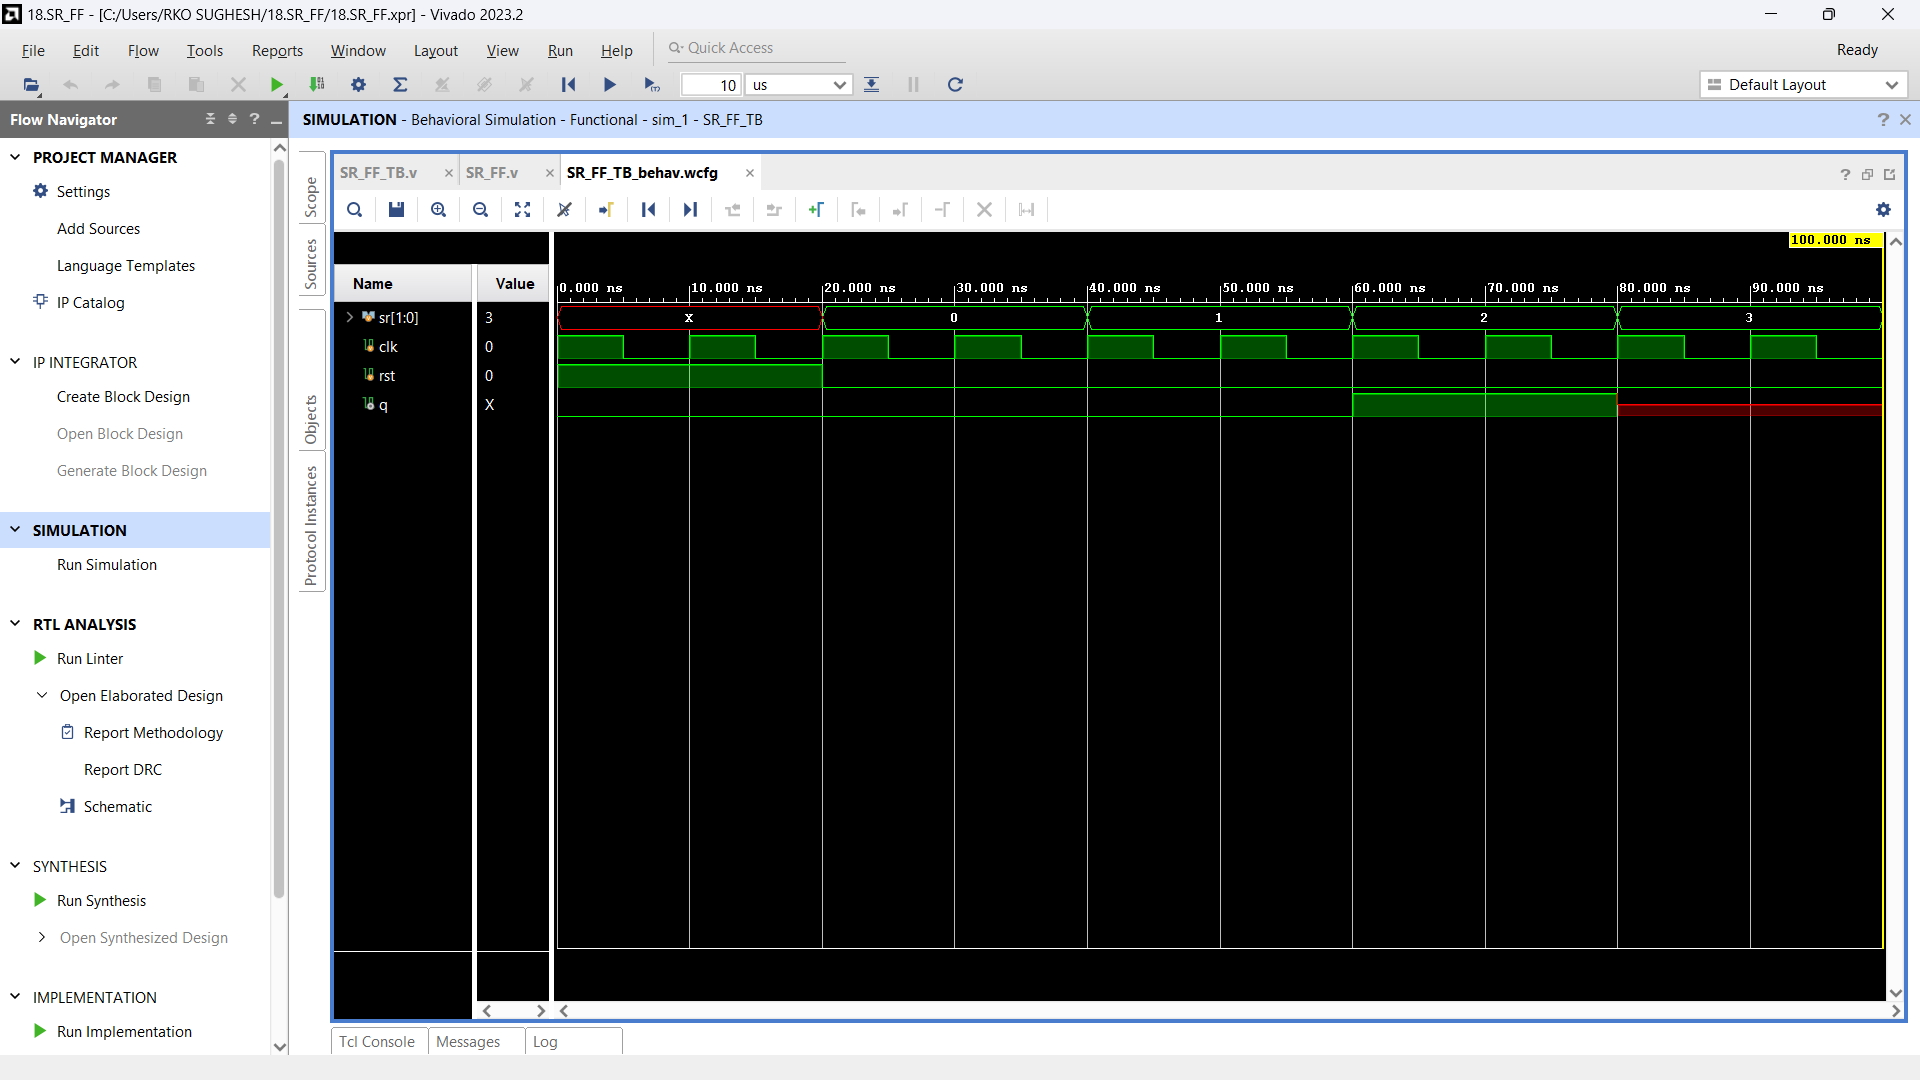 18.SR_FF - [C:/Users/RKO SUGHESH/18.SR_FF/18.SR_FF.xpr] - Vivado 2023.2
File Edit Flow Tools Reports Window Layout View Run Help Quick Access Ready
10 us Default Layout
Flow Navigator
SIMULATION - Behavioral Simulation - Functional - sim_1 - SR_FF_TB
PROJECT MANAGER
Settings
Add Sources
Language Templates
IP Catalog
IP INTEGRATOR
Create Block Design
Open Block Design
Generate Block Design
SIMULATION
Run Simulation
RTL ANALYSIS
Run Linter
Open Elaborated Design
Report Methodology
Report DRC
Schematic
SYNTHESIS
Run Synthesis
Open Synthesized Design
IMPLEMENTATION
Run Implementation
Scope
Sources
Objects
Protocol Instances
SR_FF_TB.v SR_FF.v SR_FF_TB_behav.wcfg
100.000 ns
Name Value
0.000 ns 10.000 ns 20.000 ns 30.000 ns 40.000 ns 50.000 ns 60.000 ns 70.000 ns 80.000 ns 90.000 ns
sr[1:0] 3 X 0 1 2 3
clk 0
rst 0
q X
Tcl Console Messages Log